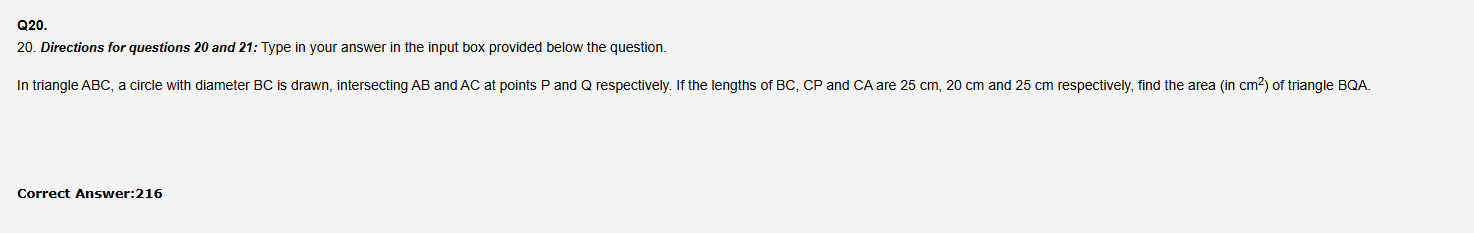 Q20.
20. Directions for questions 20 and 21: Type in your answer in the input box provided below the question.
In triangle ABC, a circle with diameter BC is drawn, intersecting AB and AC at points P and Q respectively. If the lengths of BC, CP and CA are 25 cm, 20 cm and 25 cm respectively, find the area (in cm²) of triangle BQA.
Correct Answer:216